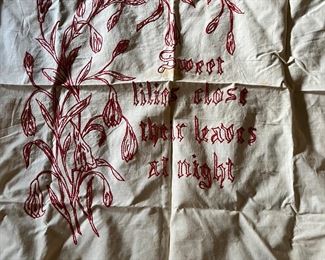 Sweet
lilies close
their leaves
at night